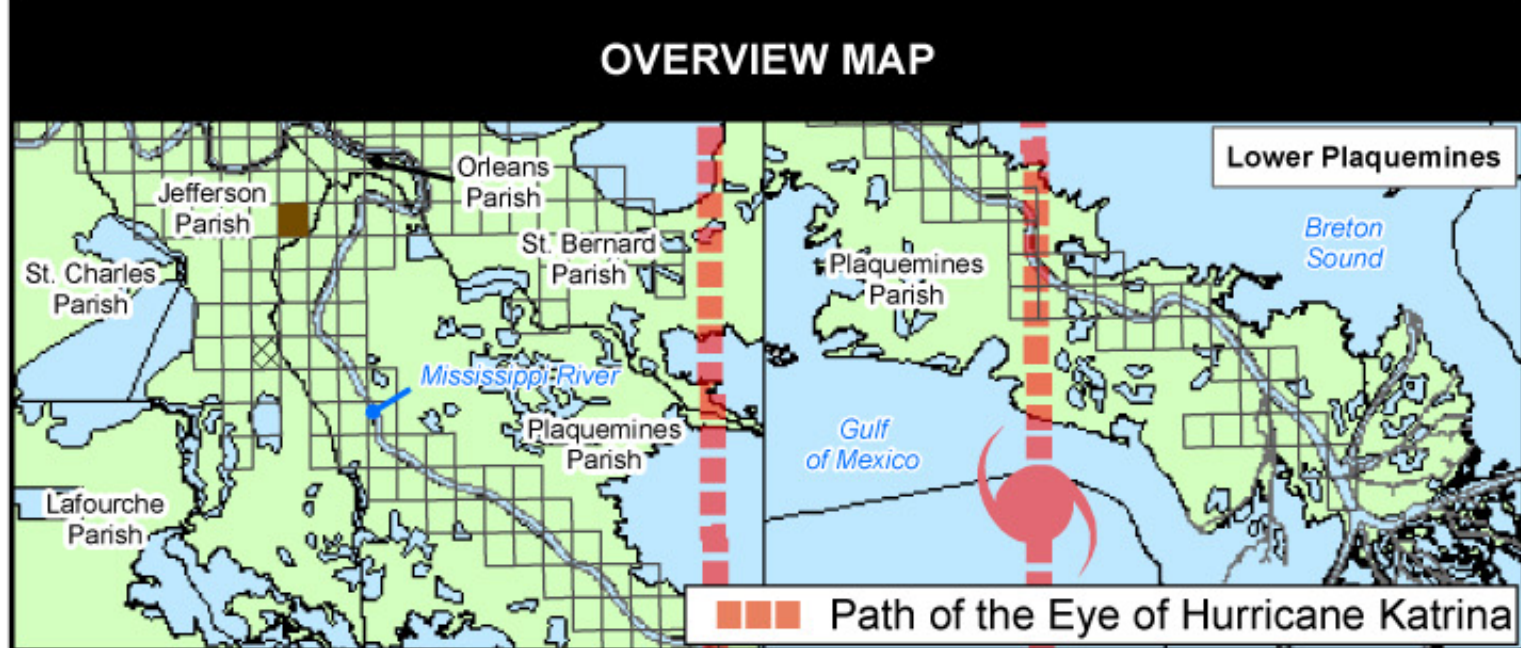 OVERVIEW MAP
Orleans
Parish
Jefferson
Parish
St. Bernard
Parish
St. Charles
Parish
Mississippi River
Plaquemines
Parish
Lafourche
Parish
Lower Plaquemines
Breton
Sound
Plaquemines
Parish
Gulf
of Mexico
Path of the Eye of Hurricane Katrina